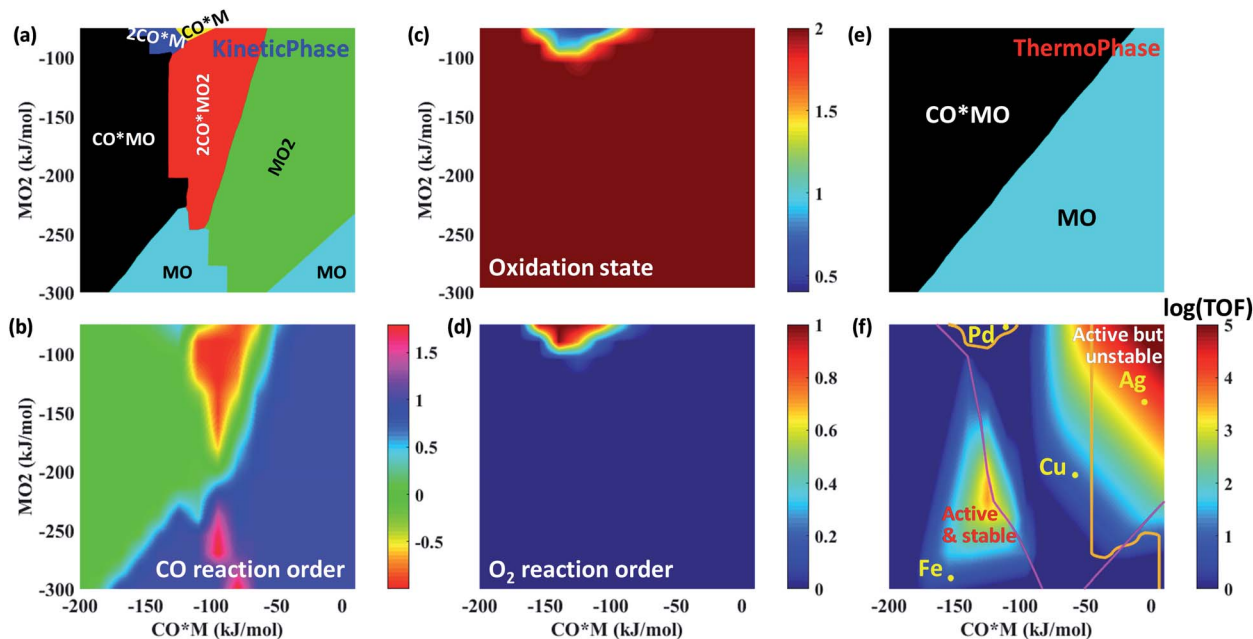 (a)
MO2 (kJ/mol)
-100
-150
-200
-250
-300
2CO*M
CO*M
KineticPhase
CO*MO
2CO*MO2
MO2
MO
MO
(c)
MO2 (kJ/mol)
-100
-150
-200
-250
-300
Oxidation state
2
1.5
1
0.5
(e)
ThermoPhase
CO*MO
MO
(b)
MO2 (kJ/mol)
-100
-150
-200
-250
-300
CO reaction order
-200
-150
-100
-50
0
CO*M (kJ/mol)
1.5
1
0.5
0
-0.5
(d)
O2 reaction order
-200
-150
-100
-50
0
CO*M (kJ/mol)
1
0.8
0.6
0.4
0.2
0
(f)
log(TOF)
Pd
Active but
unstable
Ag
Cu
Active
& stable
Fe
-200
-150
-100
-50
0
CO*M (kJ/mol)
5
4
3
2
1
0